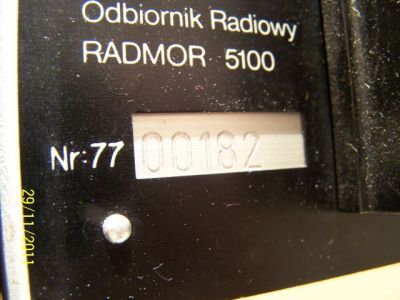 Odbiornik Radiowy
RADMOR 5100
Nr:77 00182
29/11/2011